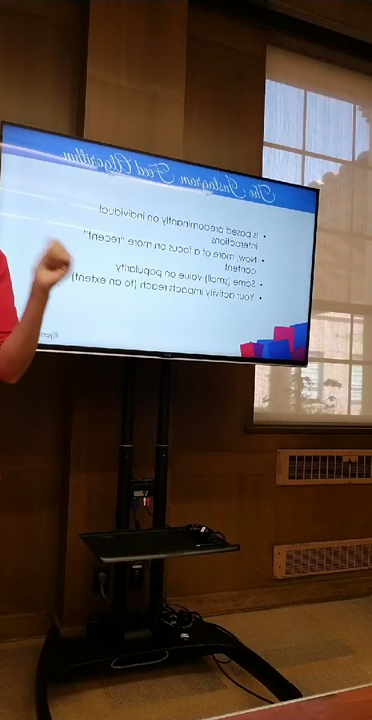 The Instagram Feed Algorithm
• Is based predominantly on individual
interactions
• Now, more of a focus on more "recent"
content
• Some (small) value on popularity
• Your activity impacts reach (to an extent)